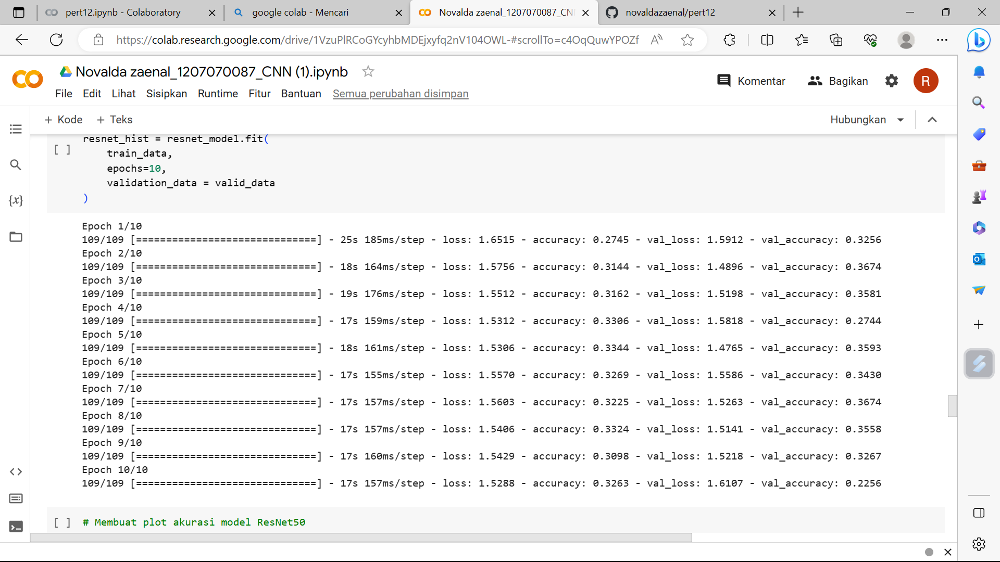 pert12.ipynb - Colaboratory
google colab - Mencari
Novalda zaenal_1207070087_CN
novaldazaenal/pert12
https://colab.research.google.com/drive/1VzuPlRCoGYcyhbMDEjxyfq2nV104OWL-#scrollTo=c4OqQuwYPOZf
Novalda zaenal_1207070087_CNN (1).ipynb
Komentar
Bagikan
R
File Edit Lihat Sisipkan Runtime Fitur Bantuan Semua perubahan disimpan
+ Kode + Teks
Hubungkan
resnet_hist = resnet_model.fit(
[ ]
train_data,
epochs=10,
validation_data = valid_data
)
Epoch 1/10
109/109 [==============================] - 25s 185ms/step - loss: 1.6515 - accuracy: 0.2745 - val_loss: 1.5912 - val_accuracy: 0.3256
Epoch 2/10
109/109 [==============================] - 18s 164ms/step - loss: 1.5756 - accuracy: 0.3144 - val_loss: 1.4896 - val_accuracy: 0.3674
Epoch 3/10
109/109 [==============================] - 19s 176ms/step - loss: 1.5512 - accuracy: 0.3162 - val_loss: 1.5198 - val_accuracy: 0.3581
Epoch 4/10
109/109 [==============================] - 17s 159ms/step - loss: 1.5312 - accuracy: 0.3306 - val_loss: 1.5818 - val_accuracy: 0.2744
Epoch 5/10
109/109 [==============================] - 18s 161ms/step - loss: 1.5306 - accuracy: 0.3344 - val_loss: 1.4765 - val_accuracy: 0.3593
Epoch 6/10
109/109 [==============================] - 17s 155ms/step - loss: 1.5570 - accuracy: 0.3269 - val_loss: 1.5586 - val_accuracy: 0.3430
Epoch 7/10
109/109 [==============================] - 17s 157ms/step - loss: 1.5603 - accuracy: 0.3225 - val_loss: 1.5263 - val_accuracy: 0.3674
Epoch 8/10
109/109 [==============================] - 17s 157ms/step - loss: 1.5406 - accuracy: 0.3324 - val_loss: 1.5141 - val_accuracy: 0.3558
Epoch 9/10
109/109 [==============================] - 17s 160ms/step - loss: 1.5429 - accuracy: 0.3098 - val_loss: 1.5218 - val_accuracy: 0.3267
Epoch 10/10
109/109 [==============================] - 17s 157ms/step - loss: 1.5288 - accuracy: 0.3263 - val_loss: 1.6107 - val_accuracy: 0.2256
[ ] # Membuat plot akurasi model ResNet50